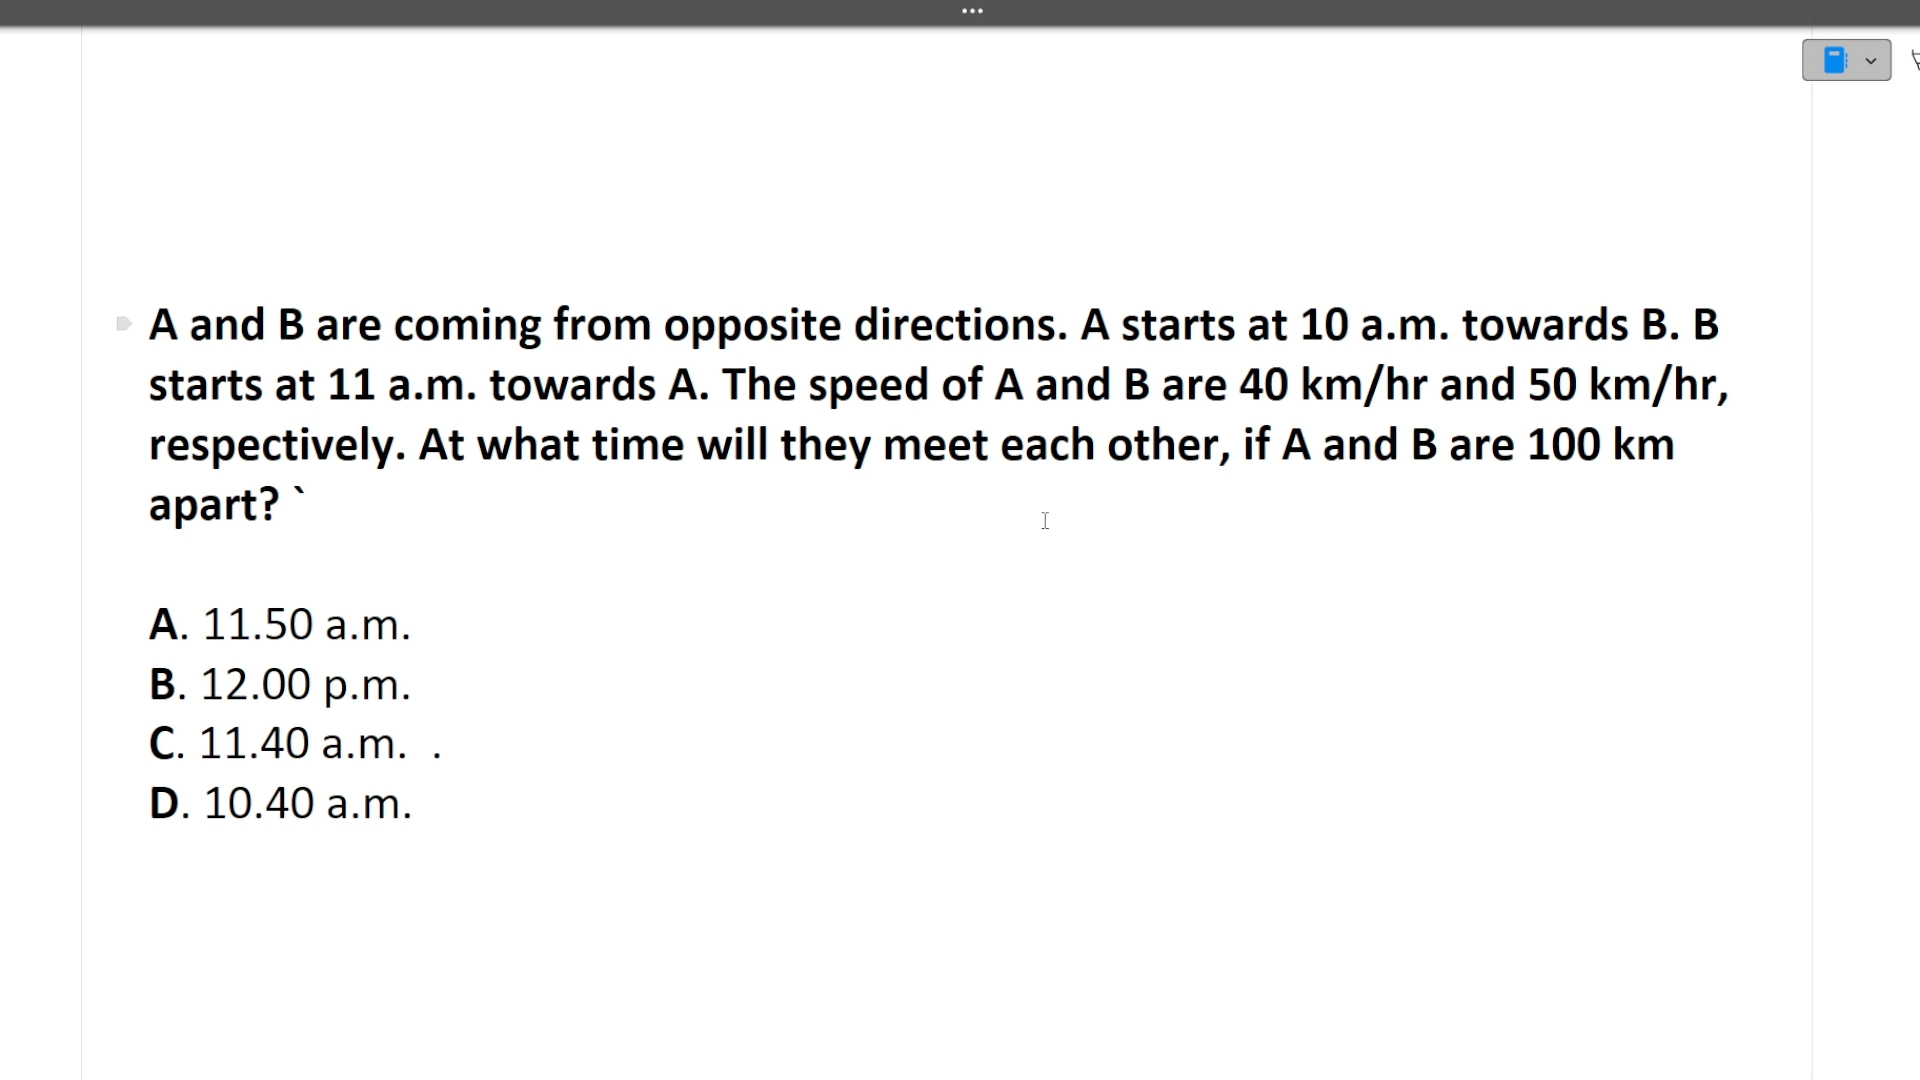 A and B are coming from opposite directions. A starts at 10 a.m. towards B. B
starts at 11 a.m. towards A. The speed of A and B are 40 km/hr and 50 km/hr,
respectively. At what time will they meet each other, if A and B are 100 km
apart? `
A. 11.50 a.m.
B. 12.00 p.m.
C. 11.40 a.m.  .
D. 10.40 a.m.